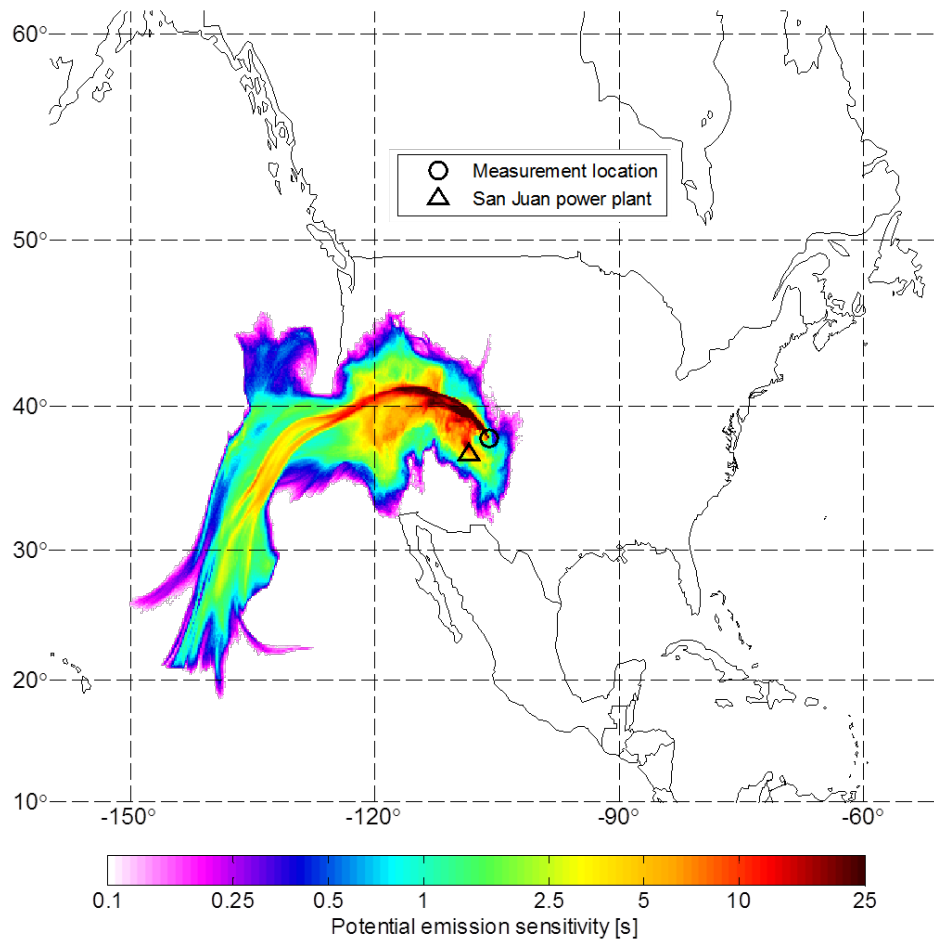 60°
Measurement location
San Juan power plant
50°
40°
30°
20°
10°
-150° -120° -90° -60°
0.1 0.25 0.5 1 2.5 5 10 25
Potential emission sensitivity [s]